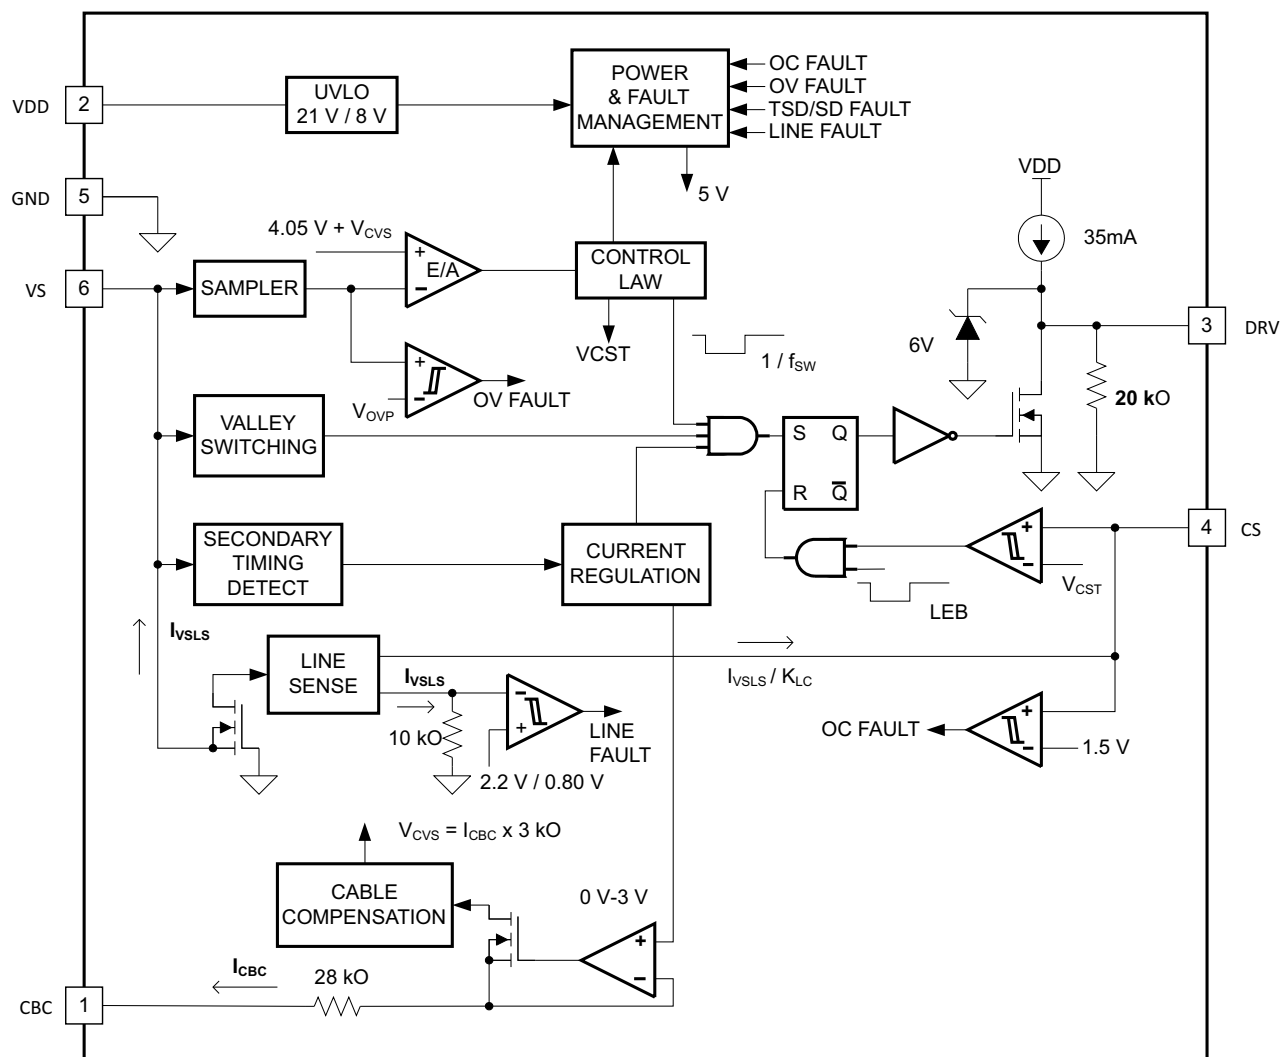 VDD
2
UVLO
21 V / 8 V
POWER
& FAULT
MANAGEMENT
OC FAULT
OV FAULT
TSD/SD FAULT
LINE FAULT
5 V
GND
5
VDD
35mA
4.05 V + VCVS
+
E/A
−
CONTROL
LAW
VS
6
SAMPLER
VCST
1 / fSW
6V
3
DRV
20 kO
+
−
VOVP
OV FAULT
VALLEY
SWITCHING
S Q
R Q̅
SECONDARY
TIMING
DETECT
CURRENT
REGULATION
+
−
VCST
4
CS
LEB
IVSLS
LINE
SENSE
IVSLS
10 kO
−
+
LINE
FAULT
2.2 V / 0.80 V
IVSLS / KLC
OC FAULT
+
−
1.5 V
VCVS = ICBC x 3 kO
CABLE
COMPENSATION
0 V-3 V
+
−
ICBC
28 kO
CBC
1